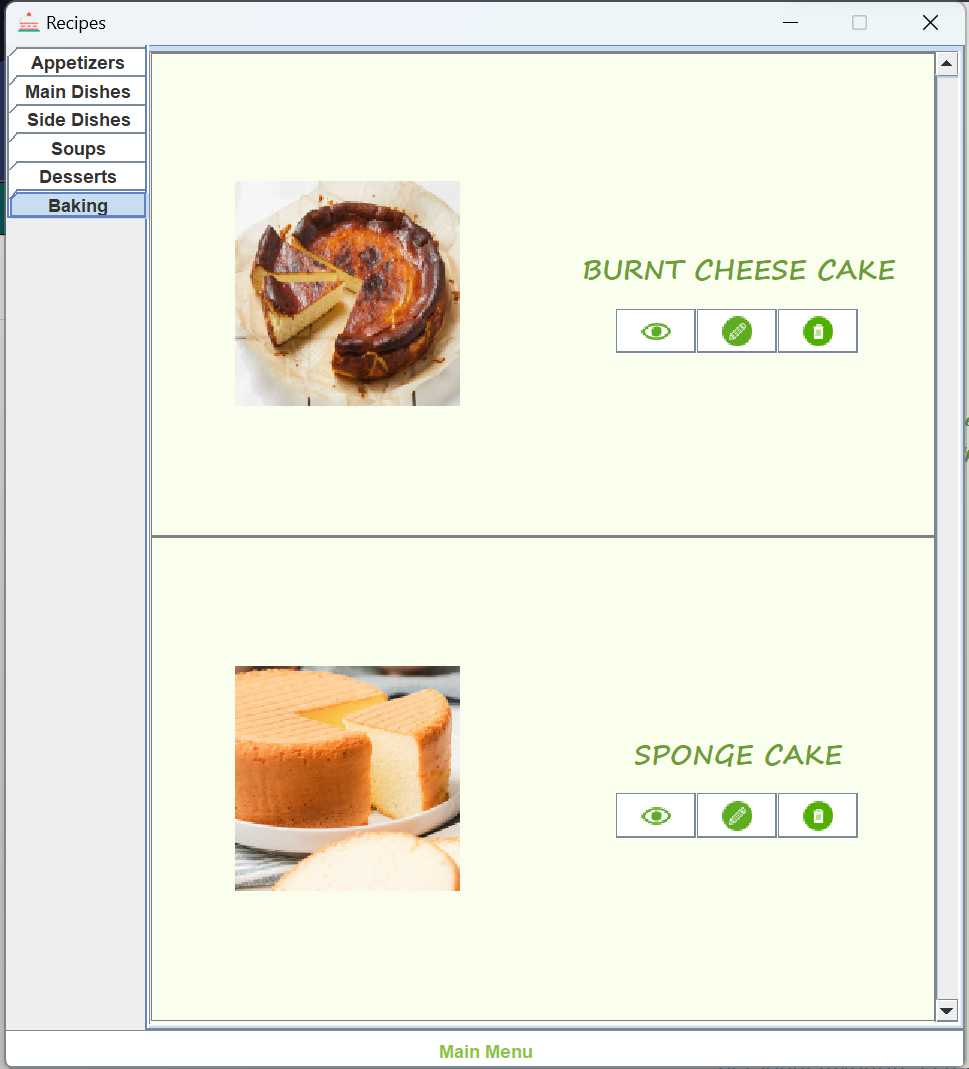 Recipes
Appetizers
Main Dishes
Side Dishes
Soups
Desserts
Baking
BURNT CHEESE CAKE
SPONGE CAKE
Main Menu